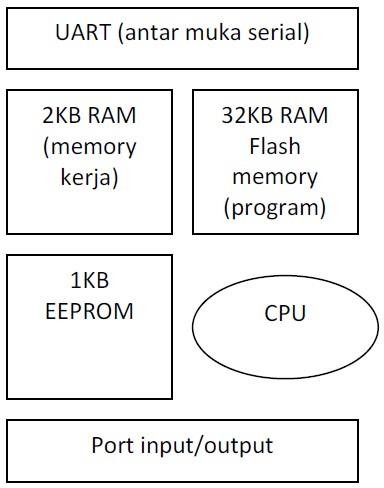 UART (antar muka serial)
2KB RAM
(memory
kerja)
32KB RAM
Flash
memory
(program)
1KB
EEPROM
CPU
Port input/output